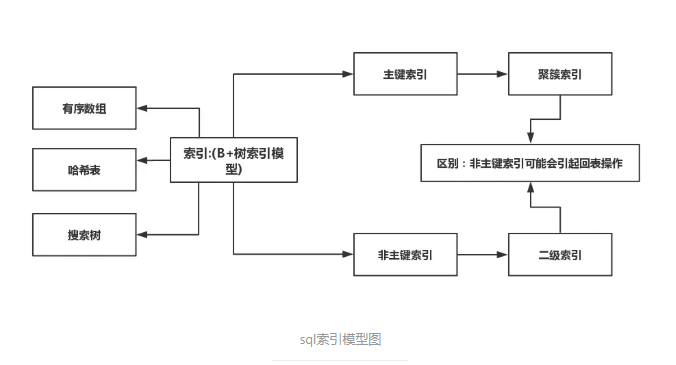 主键索引
聚簇索引
有序数组
索引:(B+树索引模
型)
区别：非主键索引可能会引起回表操作
哈希表
搜索树
非主键索引
二级索引
sql索引模型图